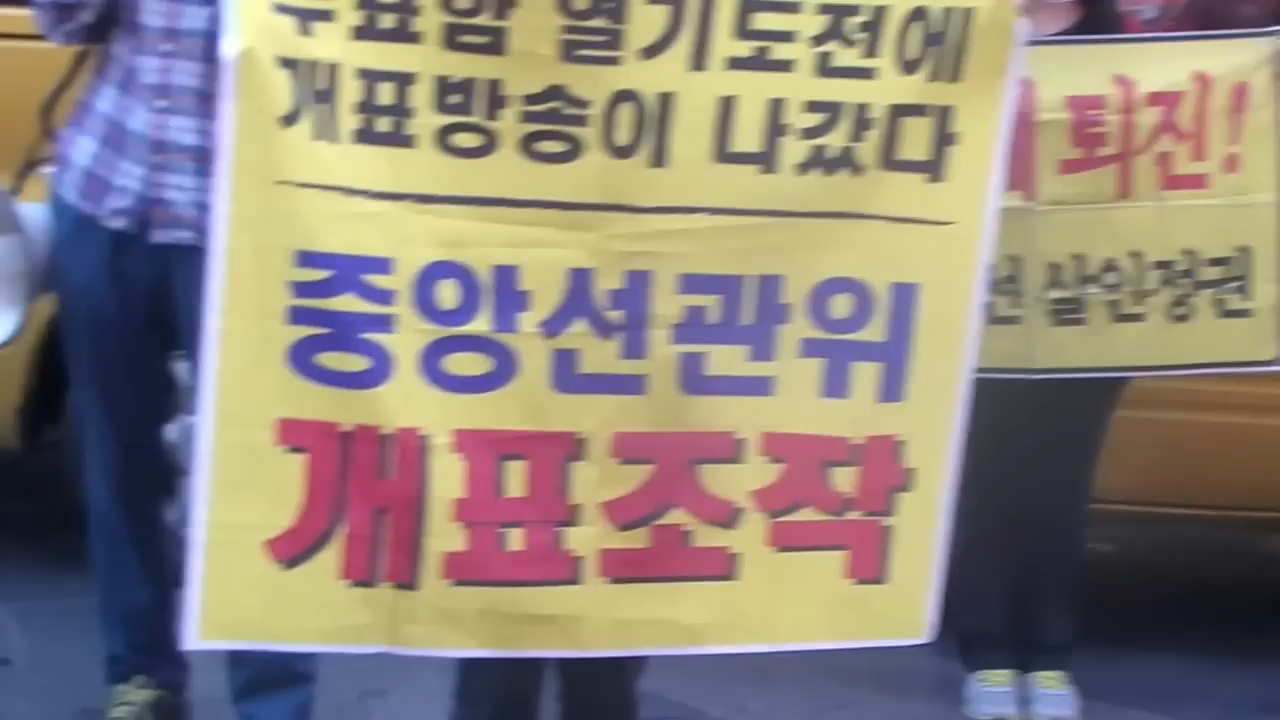 투표함 열기도전에
개표방송이 나갔다
중앙선관위
개표조작
퇴진!
살인정권